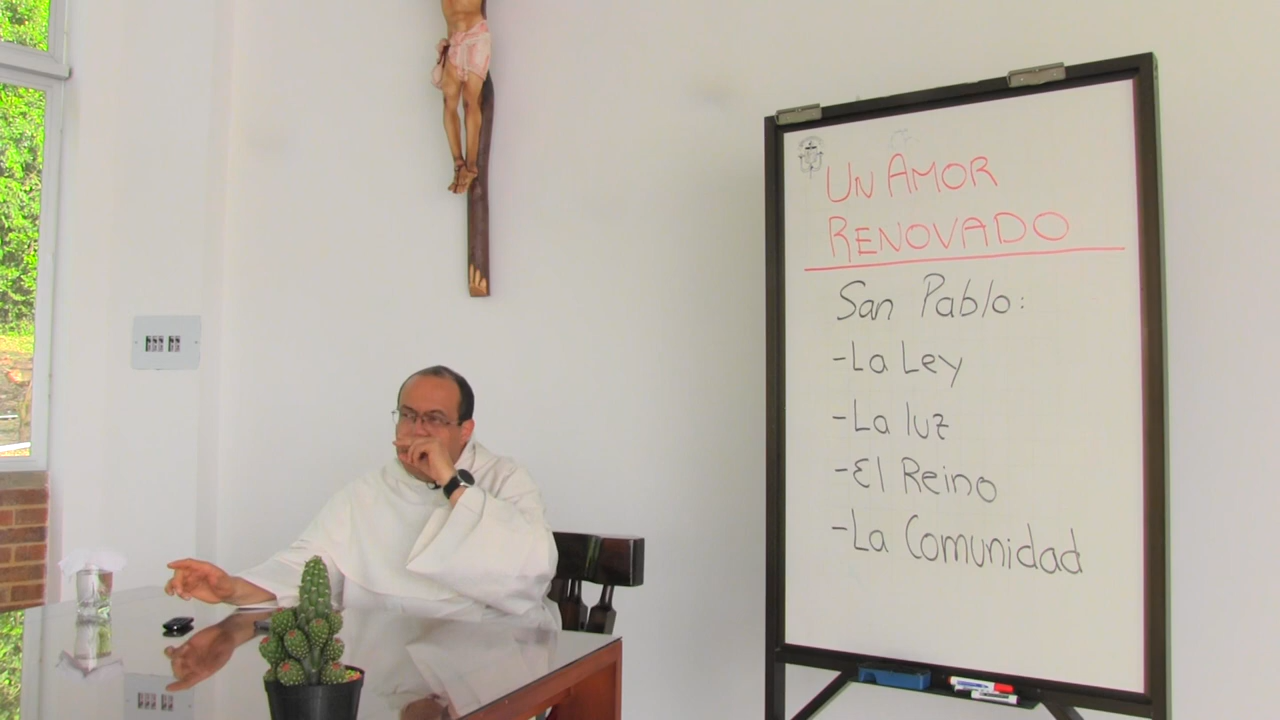 UN AMOR
RENOVADO
San Pablo:
-La Ley
-La luz
-El Reino
-La Comunidad